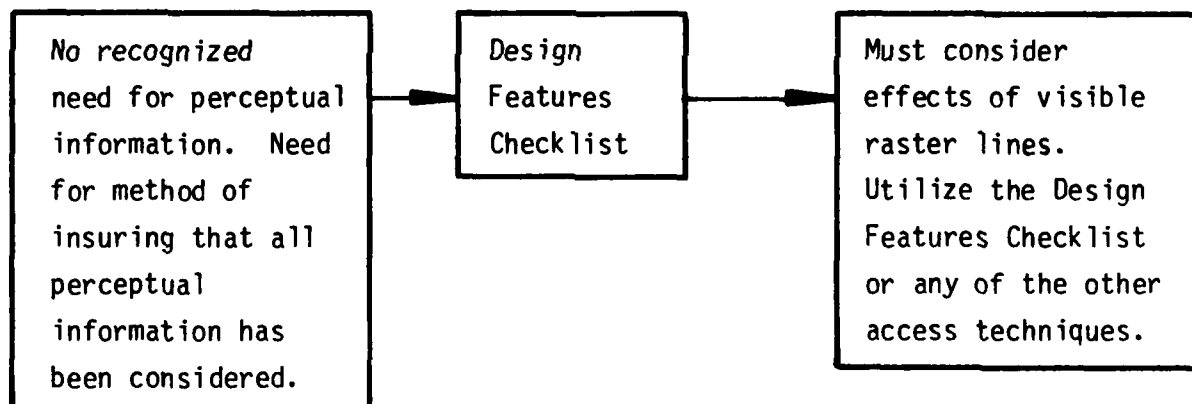 No recognized
need for perceptual
information. Need
for method of
insuring that all
perceptual
information has
been considered.
Design
Features
Checklist
Must consider
effects of visible
raster lines.
Utilize the Design
Features Checklist
or any of the other
access techniques.